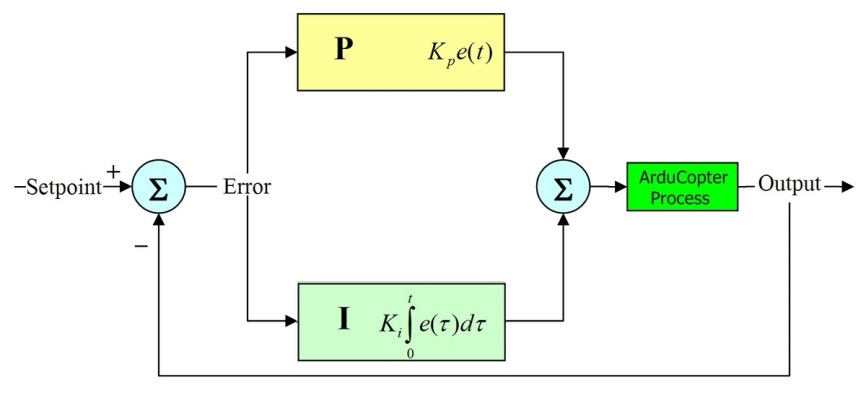 P K_p e(t)
–Setpoint
+
Σ
–
Error
Σ
ArduCopter
Process
Output
I K_i ∫_0^t e(τ)dτ